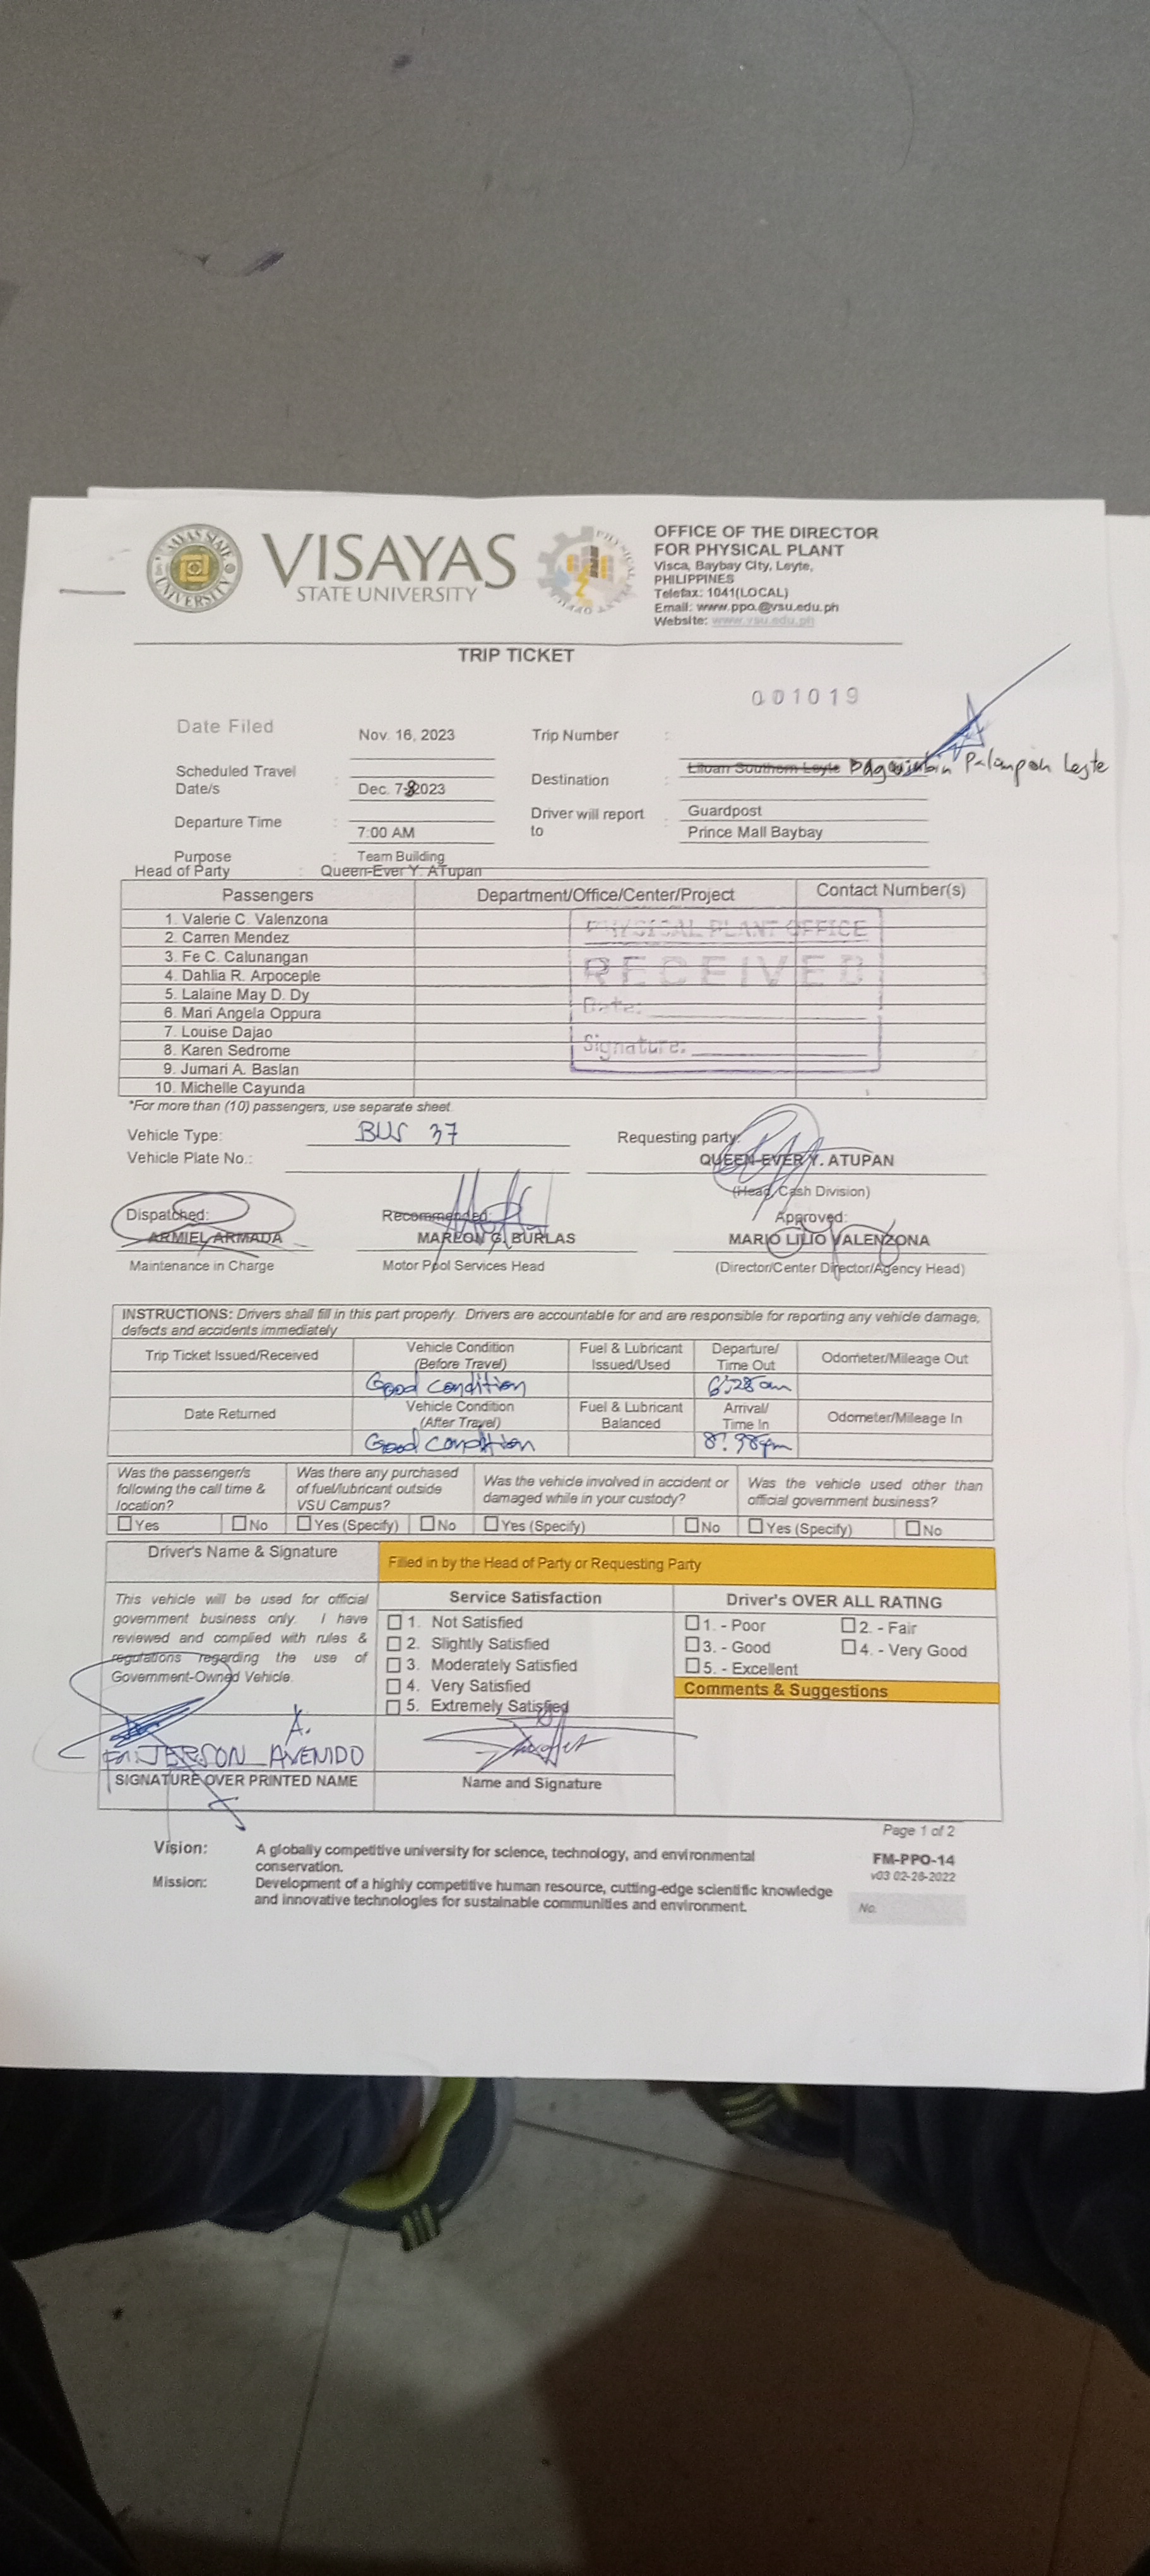 VISAYAS
STATE UNIVERSITY
OFFICE OF THE DIRECTOR
FOR PHYSICAL PLANT
Visca, Baybay City, Leyte,
PHILIPPINES
Telefax: 1041(LOCAL)
Email: www.ppo.@vsu.edu.ph
Website: www.vsu.edu.ph
TRIP TICKET
001019
Date Filed Nov. 16, 2023 Trip Number :
Scheduled Travel Date/s : Dec. 7-8 2023 Destination : Liloan Southern Leyte Palompon Leyte
Departure Time : 7:00 AM Driver will report to : Guardpost Prince Mall Baybay
Purpose : Team Building
Head of Party : Queen-Ever Y. ATupan
Passengers Department/Office/Center/Project Contact Number(s)
1. Valerie C. Valenzona
2. Carren Mendez
3. Fe C. Calunangan
4. Dahlia R. Arpoceple
5. Lalaine May D. Dy
6. Mari Angela Oppura
7. Louise Dajao
8. Karen Sedrome
9. Jumari A. Baslan
10. Michelle Cayunda
PHYSICAL PLANT OFFICE
RECEIVED
Date:
Signature:
*For more than (10) passengers, use separate sheet.
Vehicle Type: BUS 37 Requesting party:
Vehicle Plate No.: QUEEN-EVER Y. ATUPAN
(Head, Cash Division)
Dispatched: Recommended: Approved:
ARMIEL ARMADA MARLON G. BURLAS MARIO LILIO VALENZONA
Maintenance in Charge Motor Pool Services Head (Director/Center Director/Agency Head)
INSTRUCTIONS: Drivers shall fill in this part properly. Drivers are accountable for and are responsible for reporting any vehicle damage,
defects and accidents immediately
Trip Ticket Issued/Received Vehicle Condition (Before Travel) Fuel & Lubricant Issued/Used Departure/ Time Out Odometer/Mileage Out
Good condition 6:28 am
Date Returned Vehicle Condition (After Travel) Fuel & Lubricant Balanced Arrival/ Time In Odometer/Mileage In
Good condition
Was the passenger/s following the call time & location? Was there any purchased of fuel/lubricant outside VSU Campus? Was the vehicle involved in accident or damaged while in your custody? Was the vehicle used other than official government business?
Yes No Yes (Specify) No Yes (Specify) No Yes (Specify) No
Driver's Name & Signature Filled in by the Head of Party or Requesting Party
This vehicle will be used for official
government business only. I have
reviewed and complied with rules &
regulations regarding the use of
Government-Owned Vehicle.
Service Satisfaction
1. Not Satisfied
2. Slightly Satisfied
3. Moderately Satisfied
4. Very Satisfied
5. Extremely Satisfied
Driver's OVER ALL RATING
1. - Poor 2. - Fair
3. - Good 4. - Very Good
5. - Excellent
Comments & Suggestions
JERSON A. AVENIDO
SIGNATURE OVER PRINTED NAME Name and Signature
Page 1 of 2
Vision: A globally competitive university for science, technology, and environmental
conservation.
Mission: Development of a highly competitive human resource, cutting-edge scientific knowledge
and innovative technologies for sustainable communities and environment.
FM-PPO-14
v03 02-28-2022
No.